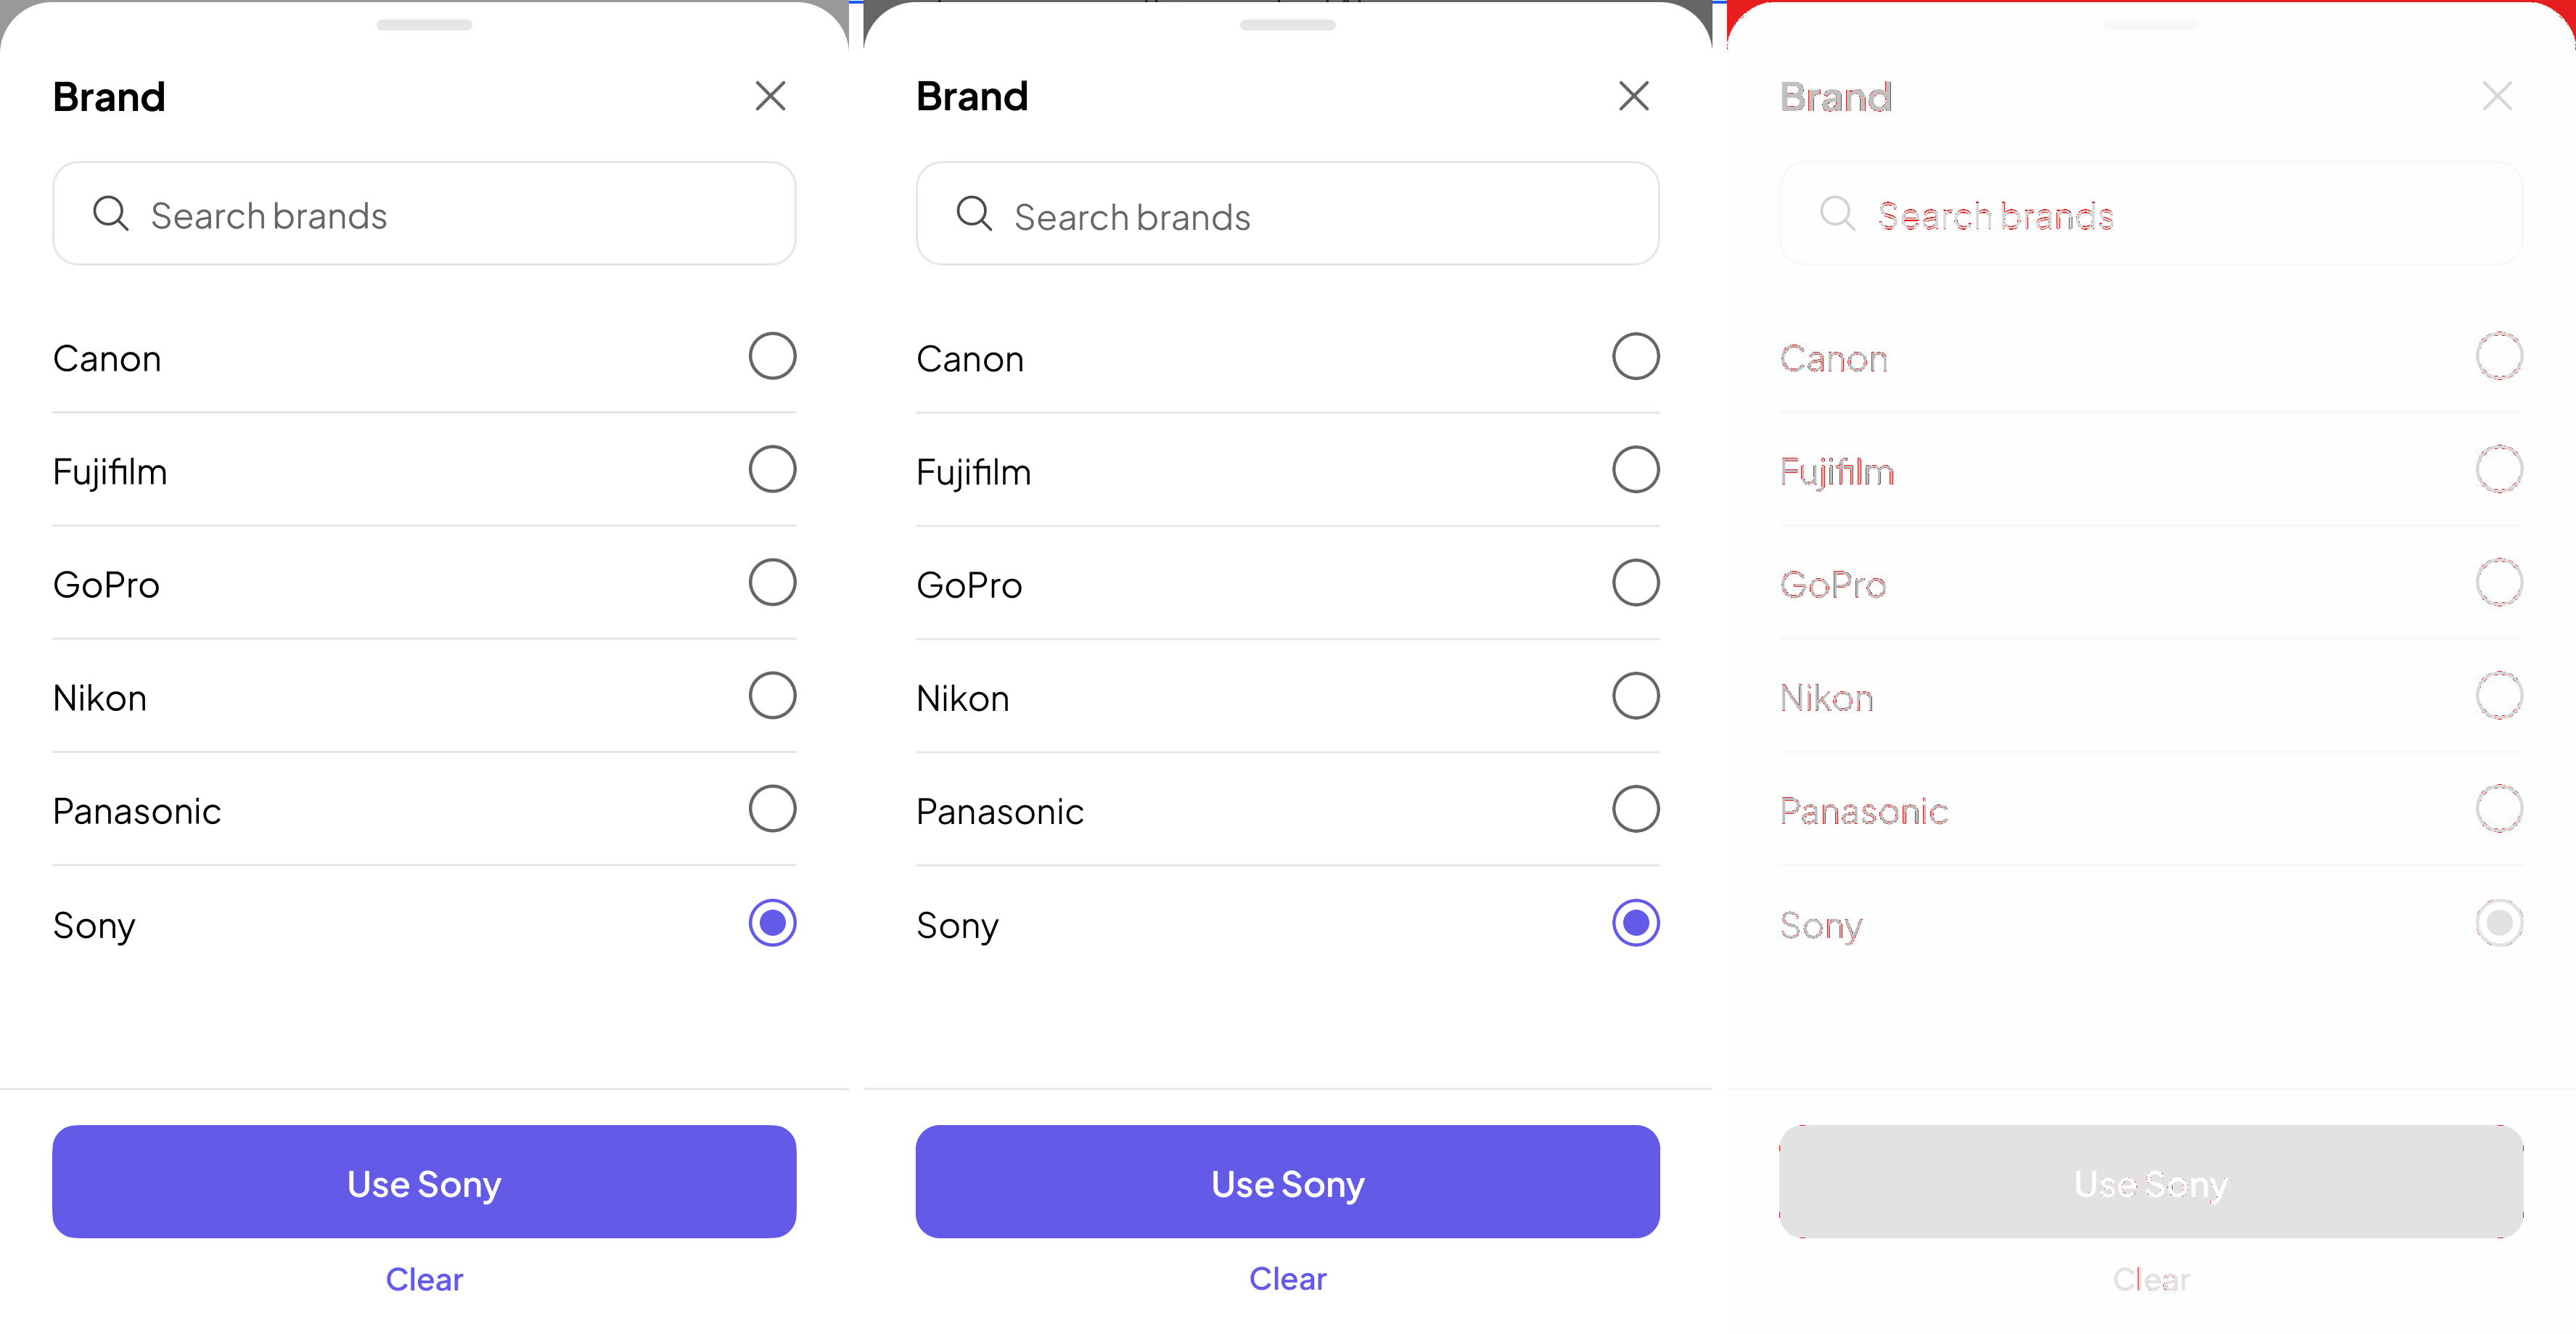 Brand
Search brands
Canon
Fujifilm
GoPro
Nikon
Panasonic
Sony
Use Sony
Clear
Brand
Search brands
Canon
Fujifilm
GoPro
Nikon
Panasonic
Sony
Use Sony
Clear
Brand
Search brands
Canon
Fujifilm
GoPro
Nikon
Panasonic
Sony
Use Sony
Clear